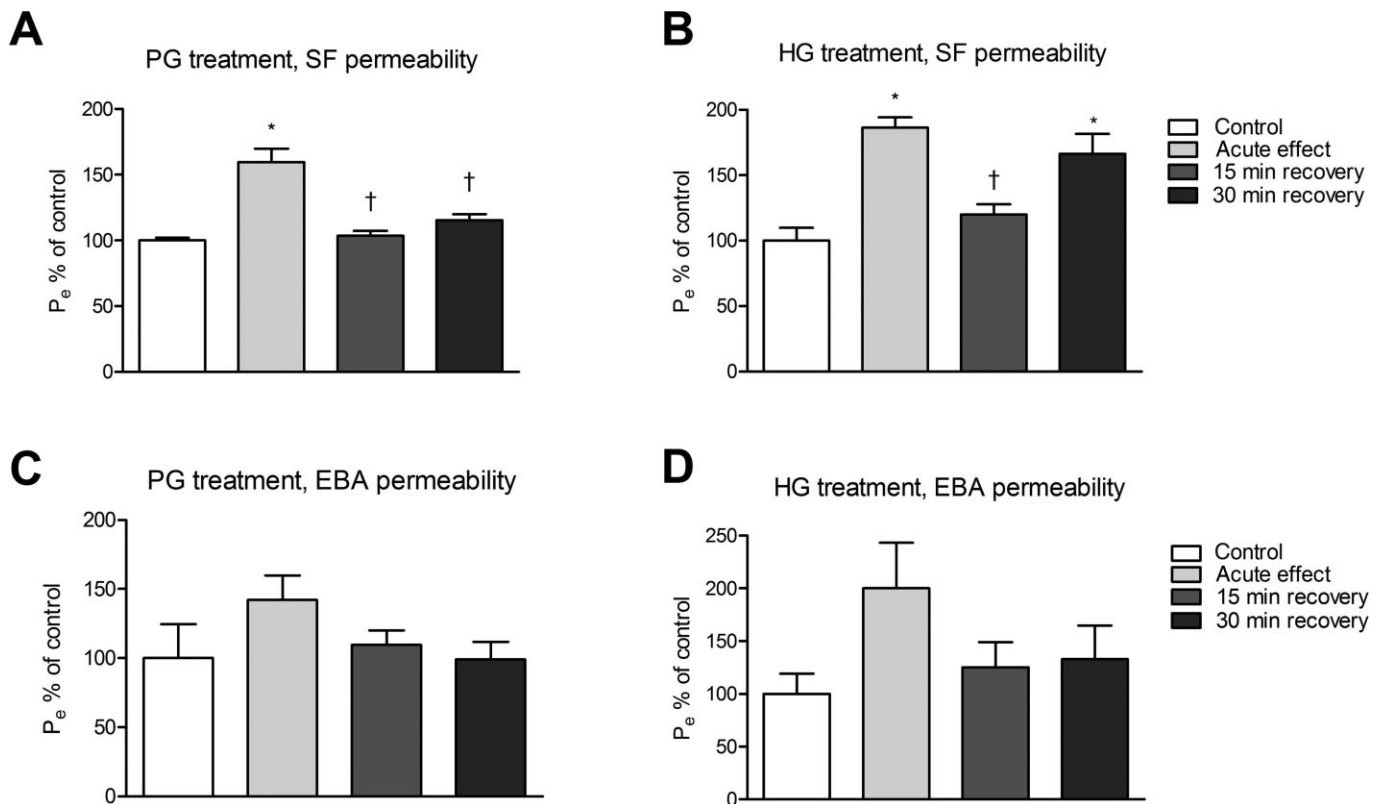 A
PG treatment, SF permeability
Pe % of control
200
150
100
50
0
*
†
†
B
HG treatment, SF permeability
Pe % of control
200
150
100
50
0
*
†
*
Control
Acute effect
15 min recovery
30 min recovery
C
PG treatment, EBA permeability
Pe % of control
200
150
100
50
0
D
HG treatment, EBA permeability
Pe % of control
250
200
150
100
50
0
Control
Acute effect
15 min recovery
30 min recovery